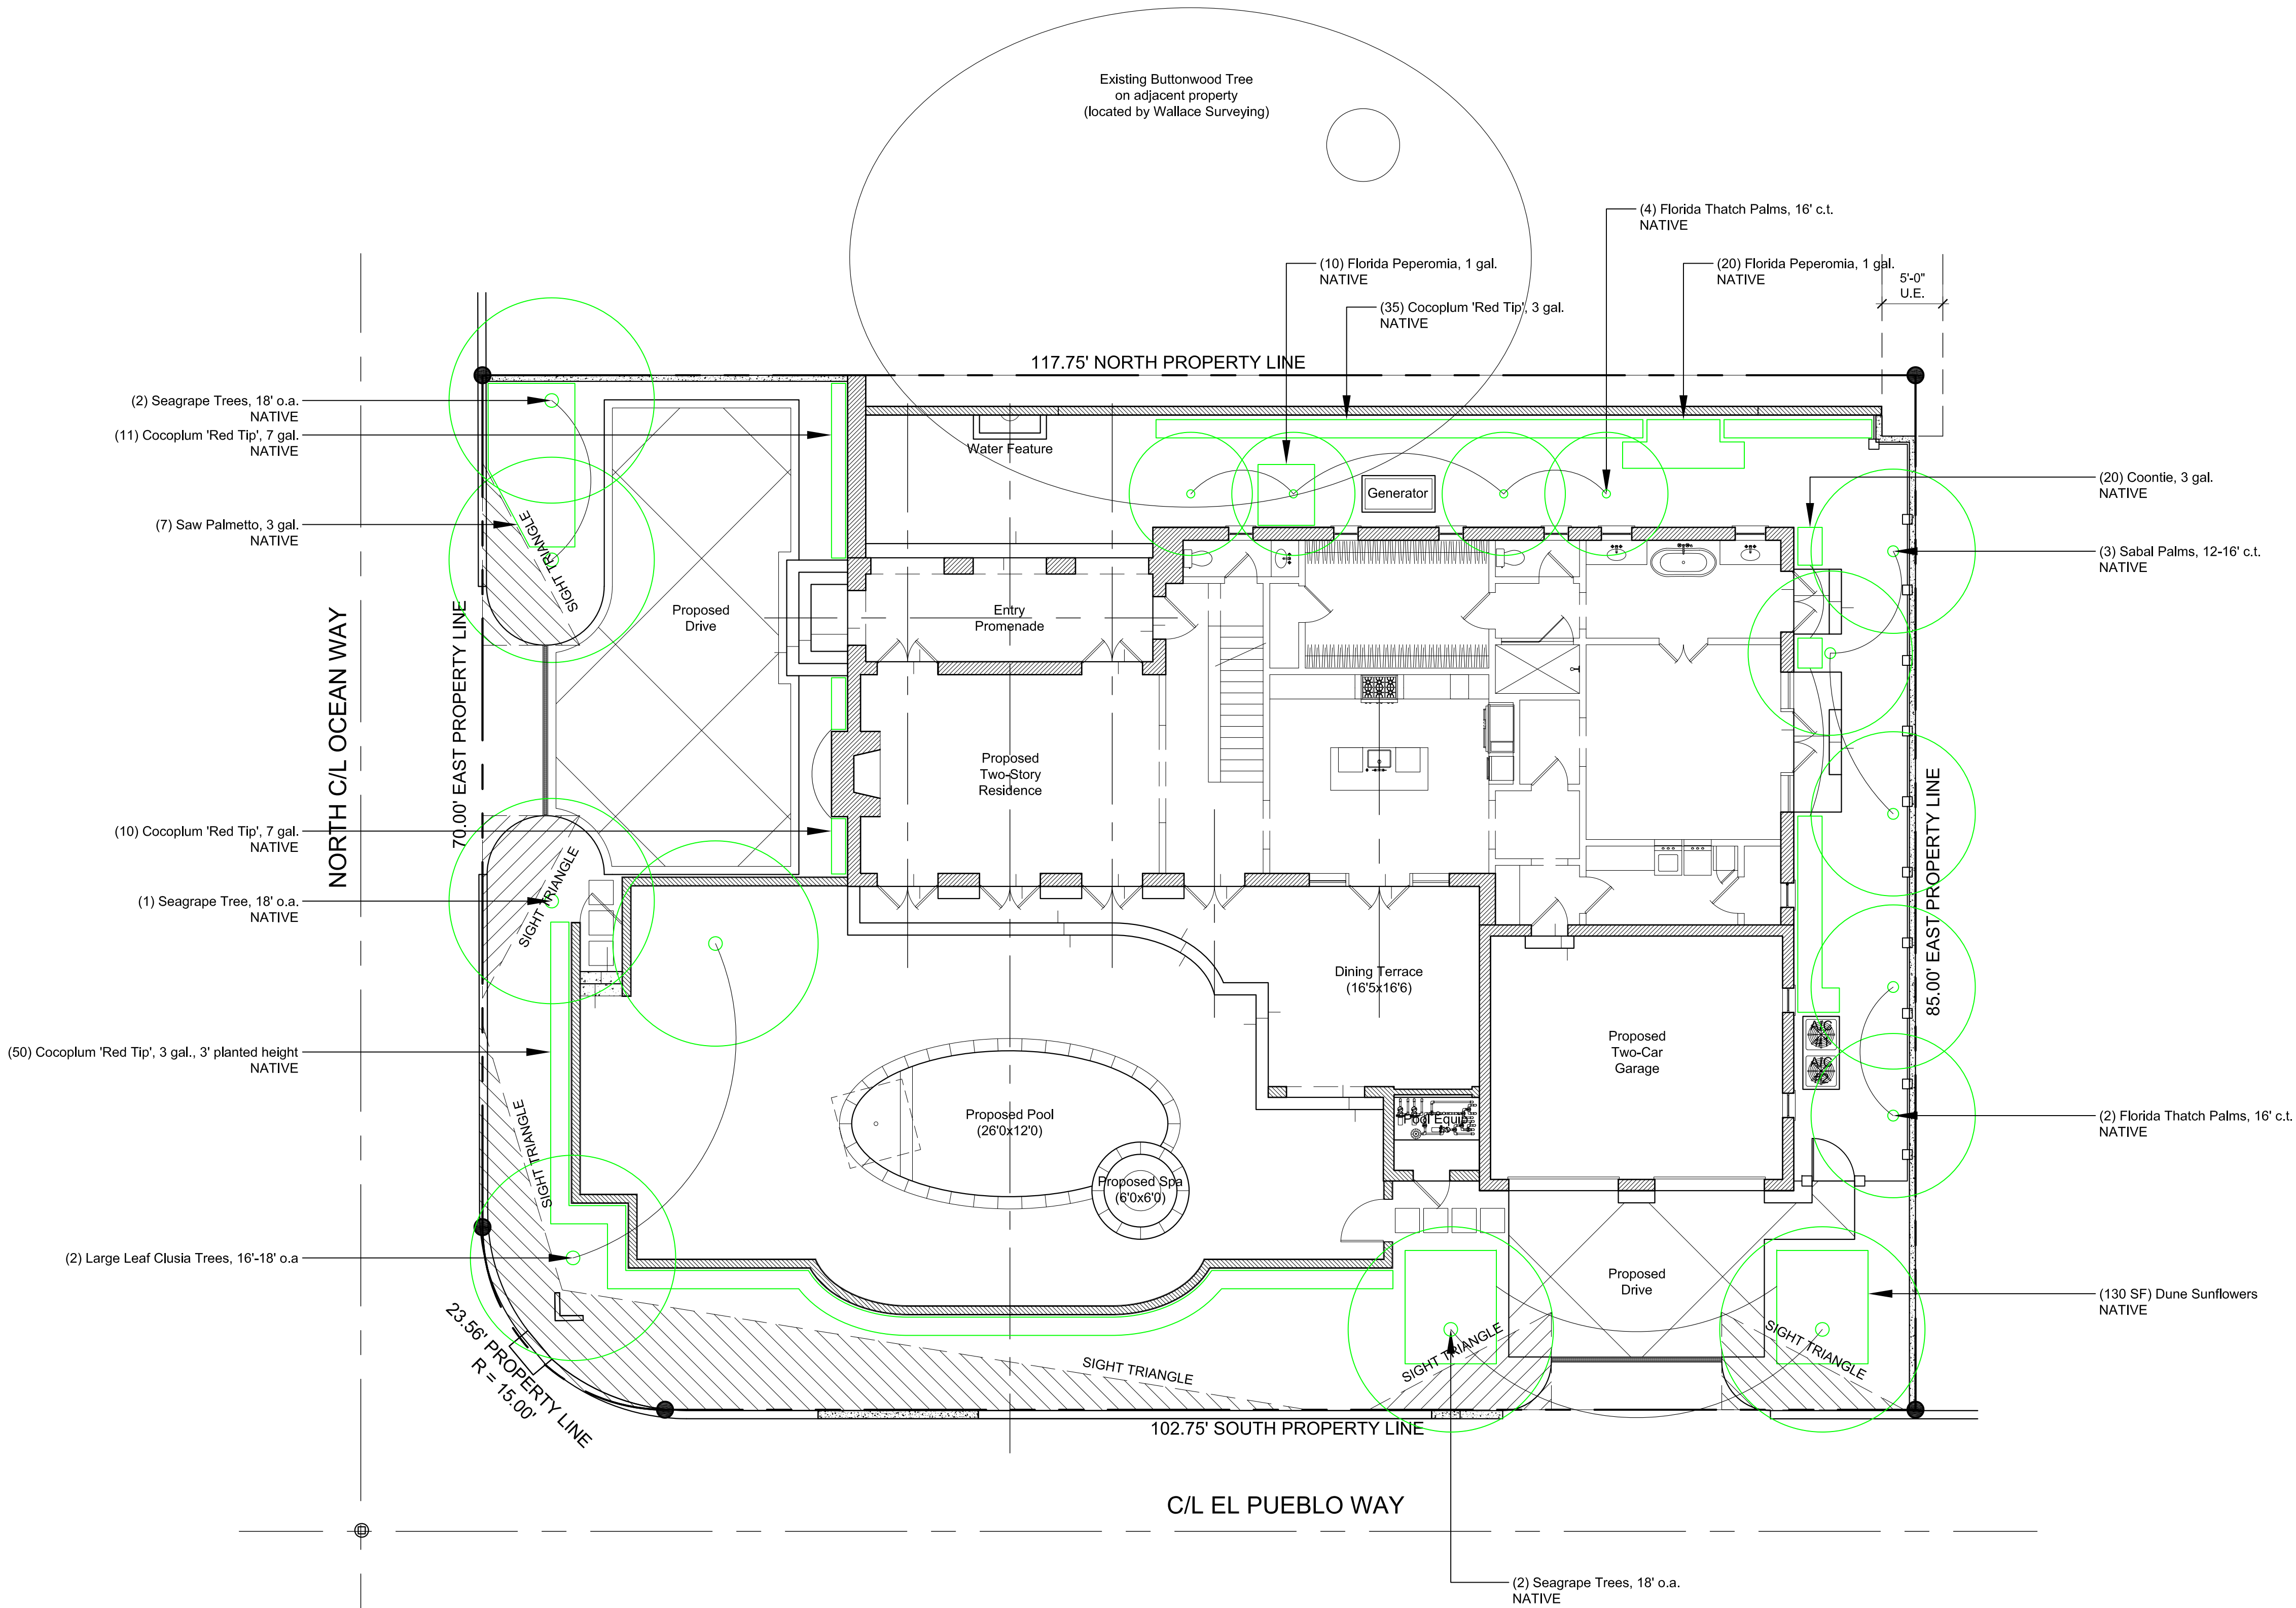 Existing Buttonwood Tree
on adjacent property
(located by Wallace Surveying)
(4) Florida Thatch Palms, 16' c.t.
NATIVE
(10) Florida Peperomia, 1 gal.
NATIVE
(20) Florida Peperomia, 1 gal.
NATIVE
5'-0"
U.E.
(35) Cocoplum 'Red Tip', 3 gal.
NATIVE
117.75' NORTH PROPERTY LINE
(2) Seagrape Trees, 18' o.a.
NATIVE
(11) Cocoplum 'Red Tip', 7 gal.
NATIVE
Water Feature
Generator
(20) Coontie, 3 gal.
NATIVE
(7) Saw Palmetto, 3 gal.
NATIVE
SIGHT TRIANGLE
(3) Sabal Palms, 12-16' c.t.
NATIVE
Proposed
Drive
Entry
Promenade
NORTH C/L OCEAN WAY
70.00' EAST PROPERTY LINE
Proposed
Two-Story
Residence
(10) Cocoplum 'Red Tip', 7 gal.
NATIVE
85.00' EAST PROPERTY LINE
(1) Seagrape Tree, 18' o.a.
NATIVE
SIGHT TRIANGLE
Dining Terrace
(16'5x16'6)
(50) Cocoplum 'Red Tip', 3 gal., 3' planted height
NATIVE
Proposed
Two-Car
Garage
A/C
#1
A/C
#2
SIGHT TRIANGLE
Proposed Pool
(26'0x12'0)
Pool Equip.
(2) Florida Thatch Palms, 16' c.t.
NATIVE
Proposed Spa
(6'0x6'0)
(2) Large Leaf Clusia Trees, 16'-18' o.a
Proposed
Drive
(130 SF) Dune Sunflowers
NATIVE
23.56' PROPERTY LINE
R = 15.00'
SIGHT TRIANGLE
SIGHT TRIANGLE
SIGHT TRIANGLE
102.75' SOUTH PROPERTY LINE
C/L EL PUEBLO WAY
(2) Seagrape Trees, 18' o.a.
NATIVE